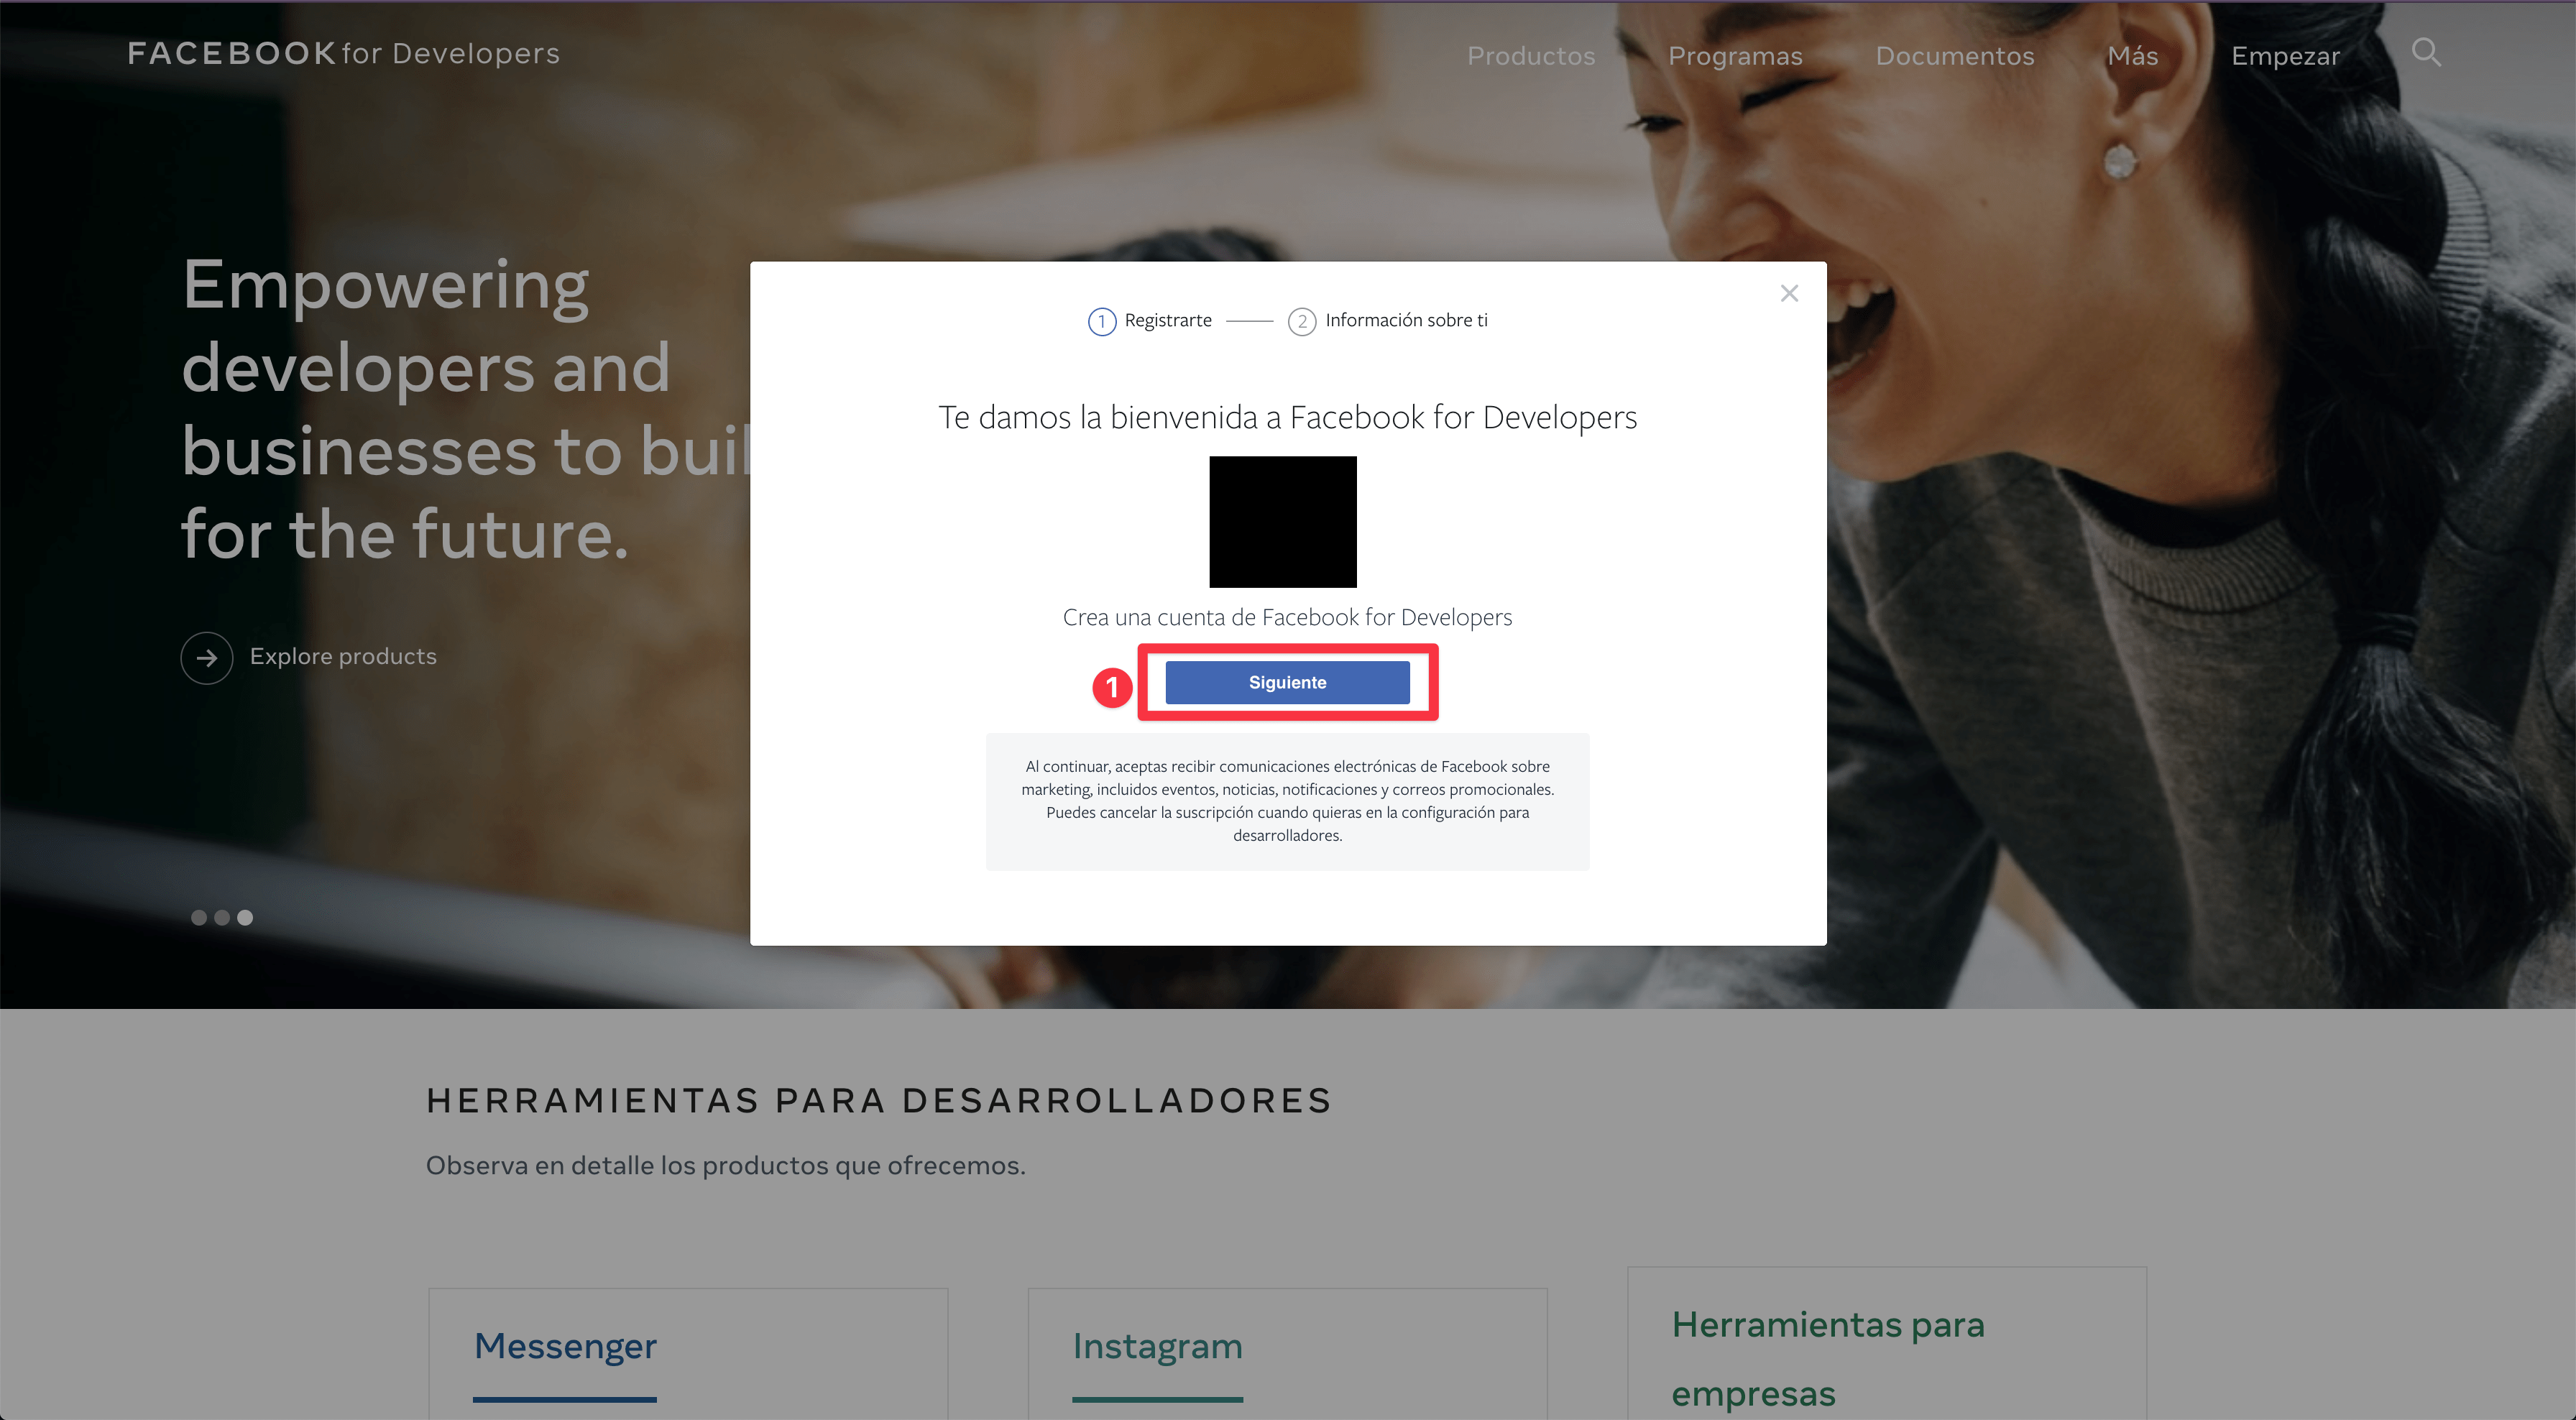 FACEBOOK for Developers
Productos
Programas
Documentos
Más
Empezar
Empowering
developers and
businesses to buil
for the future.
Explore products
1 Registrarte
2 Información sobre ti
Te damos la bienvenida a Facebook for Developers
Crea una cuenta de Facebook for Developers
1
Siguiente
Al continuar, aceptas recibir comunicaciones electrónicas de Facebook sobre
marketing, incluidos eventos, noticias, notificaciones y correos promocionales.
Puedes cancelar la suscripción cuando quieras en la configuración para
desarrolladores.
HERRAMIENTAS PARA DESARROLLADORES
Observa en detalle los productos que ofrecemos.
Messenger
Instagram
Herramientas para
empresas